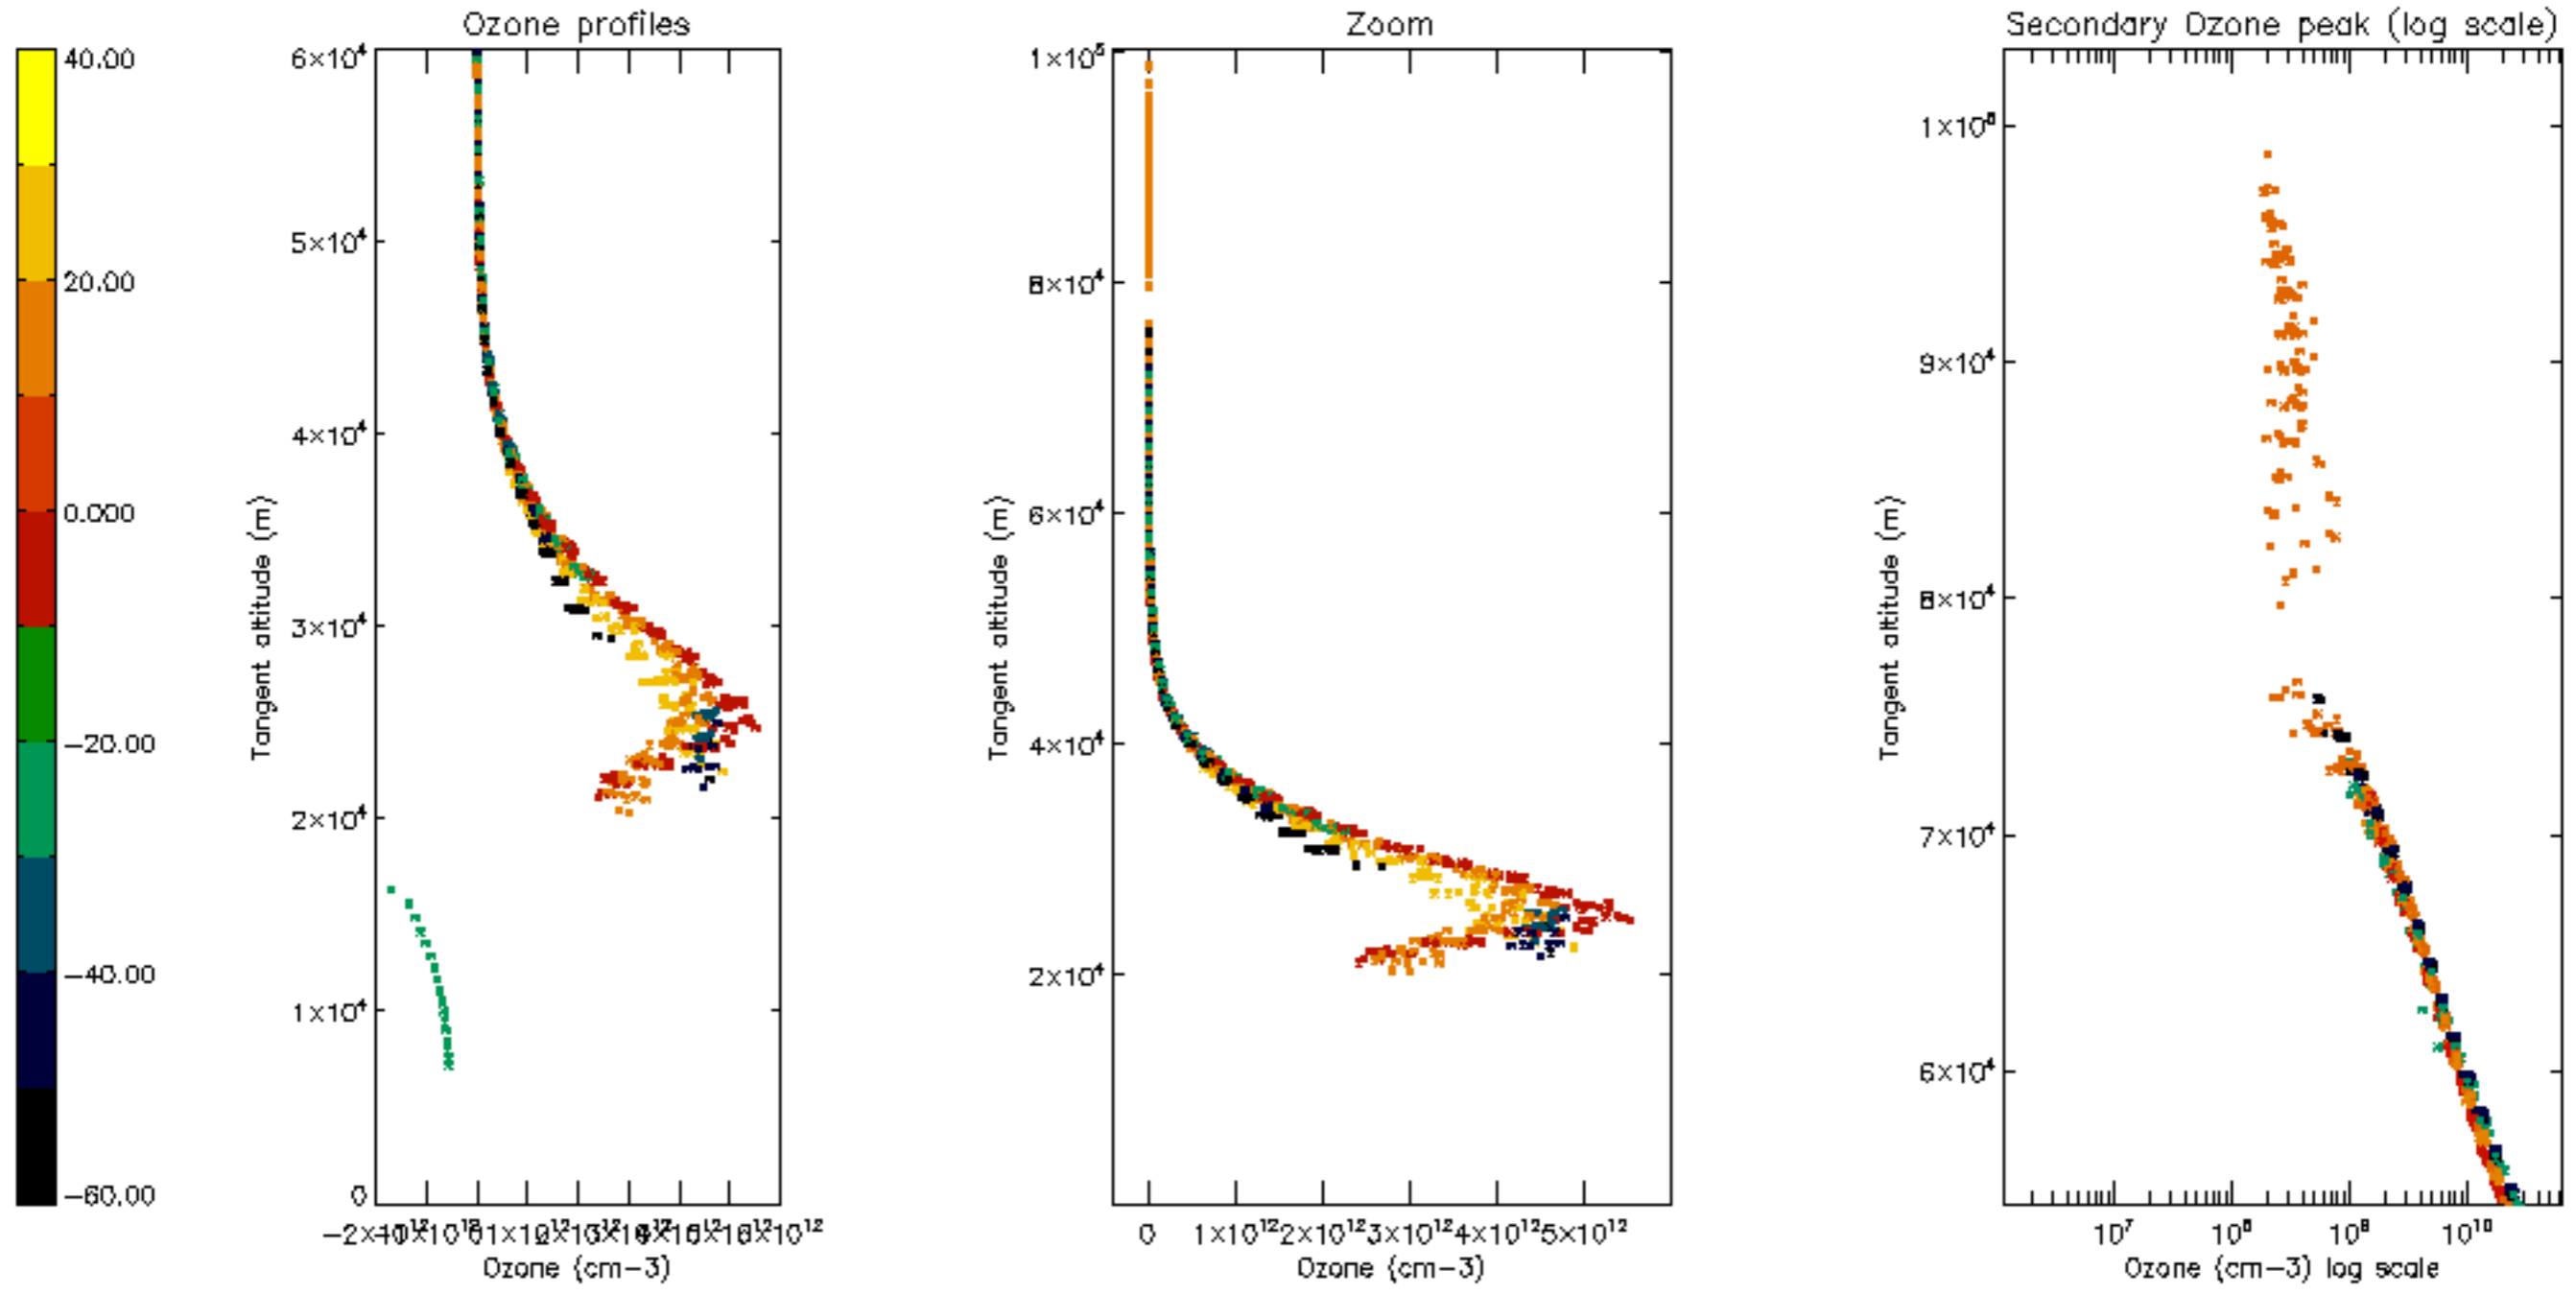 Ozone profiles
Zoom
Secondary Ozone peak (log scale)
40.00
20.00
0.000
−20.00
−40.00
−60.00
6×10⁴
5×10⁴
4×10⁴
3×10⁴
2×10⁴
1×10⁴
0
Tangent altitude (m)
Ozone (cm−3)
1×10⁵
8×10⁴
6×10⁴
4×10⁴
2×10⁴
Tangent altitude (m)
0 1×10¹² 2×10¹² 3×10¹² 4×10¹² 5×10¹²
Ozone (cm−3)
1×10⁵
9×10⁴
8×10⁴
7×10⁴
6×10⁴
Tangent altitude (m)
10⁷ 10⁸ 10⁹ 10¹⁰
Ozone (cm−3) log scale